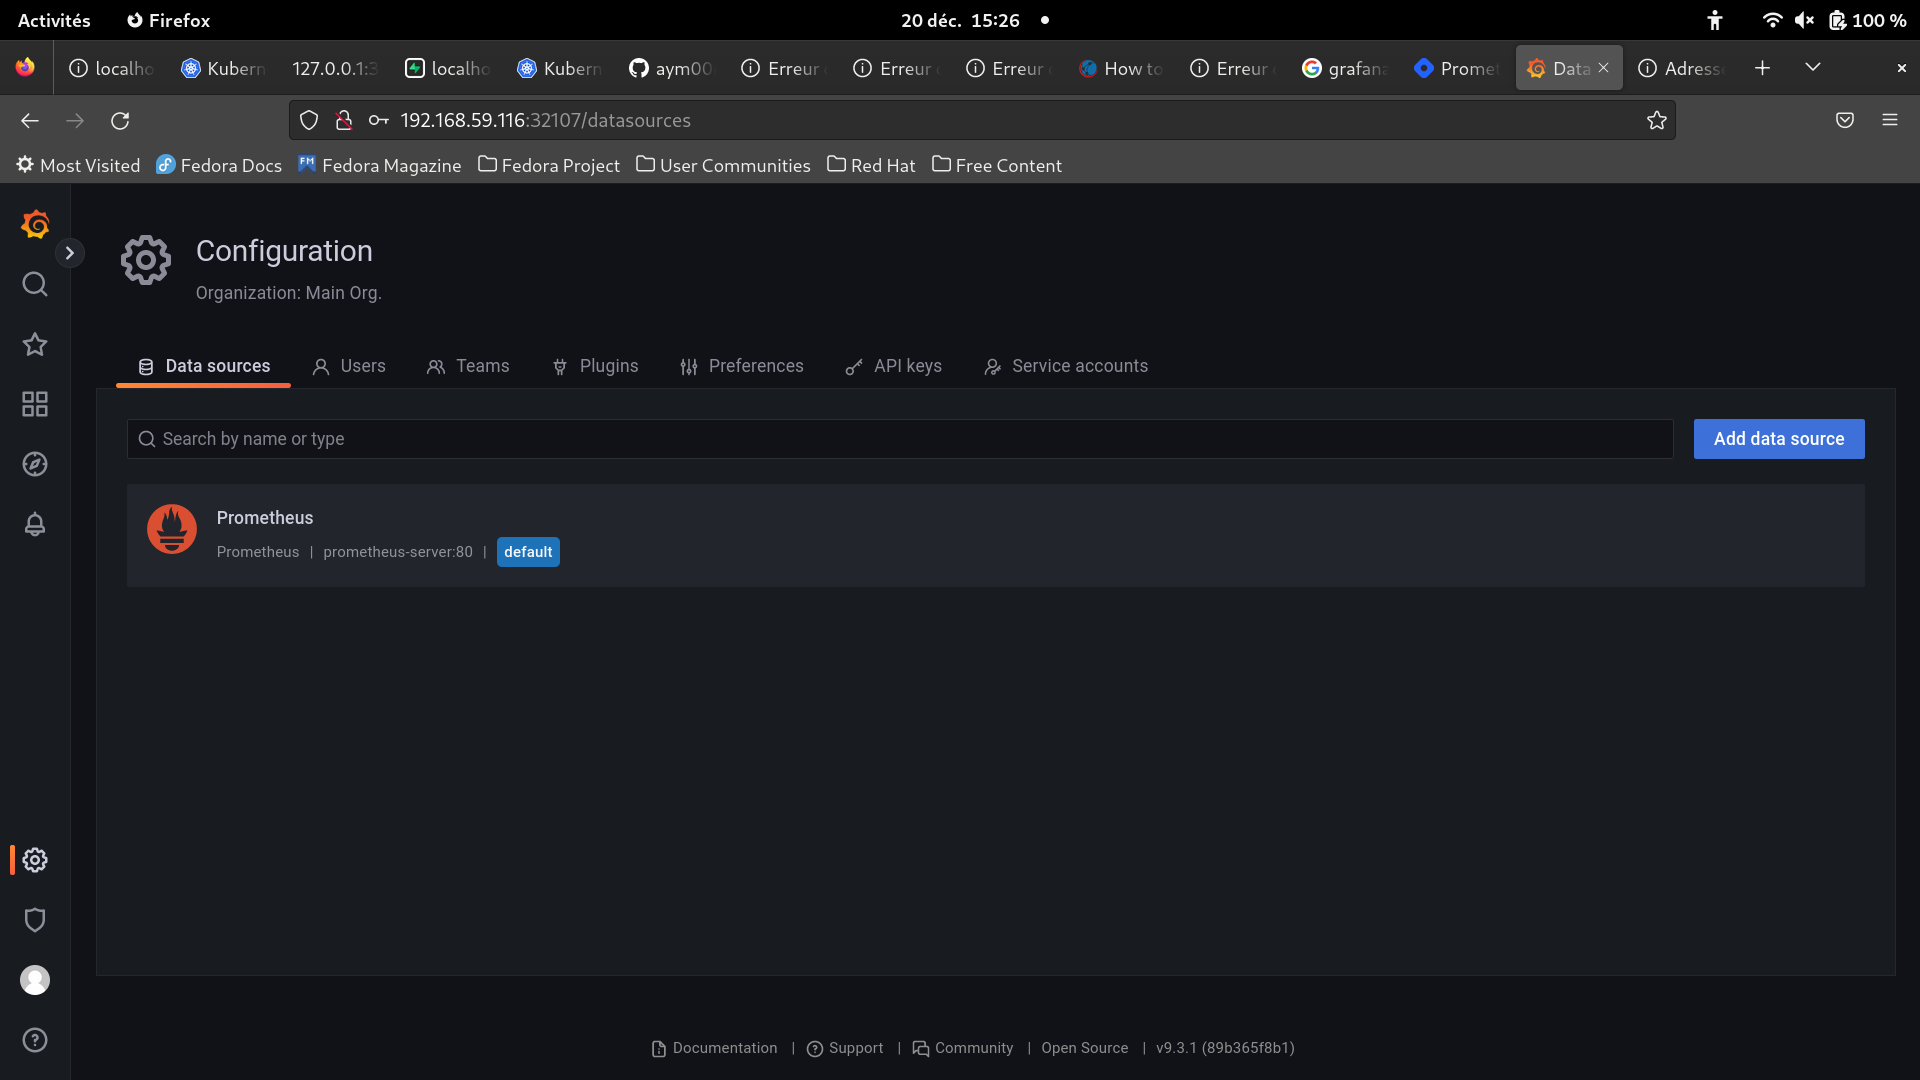 Activités Firefox 20 déc. 15:26 100 %
localho Kubern 127.0.0.1:3 localho Kubern aym00 Erreur Erreur Erreur How to Erreur grafana Promet Data Adresse
192.168.59.116:32107/datasources
Most Visited Fedora Docs FM Fedora Magazine Fedora Project User Communities Red Hat Free Content
Configuration
Organization: Main Org.
Data sources Users Teams Plugins Preferences API keys Service accounts
Search by name or type Add data source
Prometheus
Prometheus | prometheus-server:80 | default
Documentation | Support | Community | Open Source | v9.3.1 (89b365f8b1)